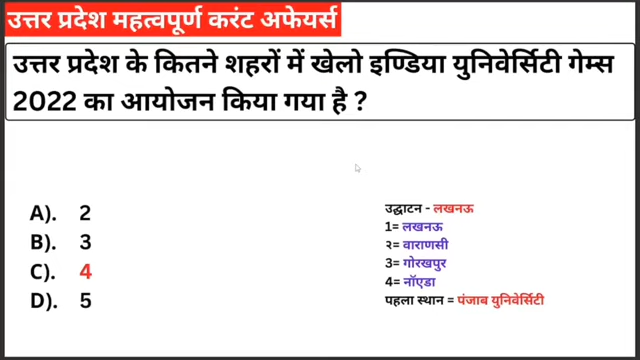 उत्तर प्रदेश महत्वपूर्ण करंट अफेयर्स
उत्तर प्रदेश के कितने शहरों में खेलो इण्डिया युनिवेर्सिटी गेम्स
2022 का आयोजन किया गया है ?
A). 2
B). 3
C). 4
D). 5
उद्घाटन - लखनऊ
1= लखनऊ
२= वाराणसी
3= गोरखपुर
4= नॉएडा
पहला स्थान = पंजाब युनिवेर्सिटी